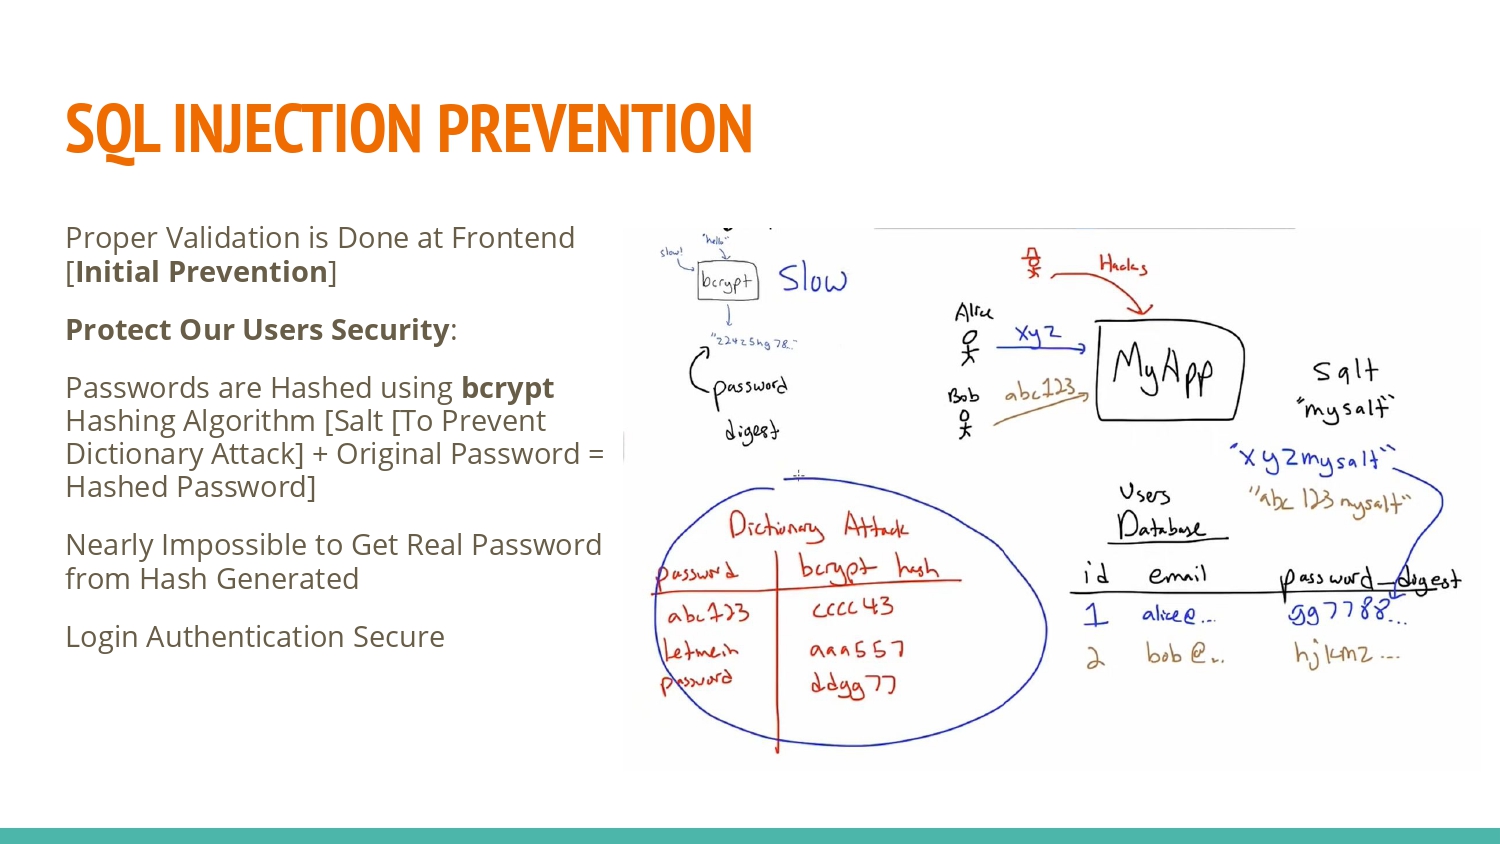 SQL INJECTION PREVENTION
Proper Validation is Done at Frontend
[Initial Prevention]
Protect Our Users Security:
Passwords are Hashed using bcrypt
Hashing Algorithm [Salt [To Prevent
Dictionary Attack] + Original Password =
Hashed Password]
Nearly Impossible to Get Real Password
from Hash Generated
Login Authentication Secure
"hello"
slow!
bcrypt
Slow
password
digest
Hacks
Alice
xyz
MyApp
Bob
abc123
Salt
"mysalt"
"xyzmysalt"
"abc123mysalt"
Users
Database
id email password_digest
1 alice@... gg7788...
2 bob@... hjkmz...
Dictionary Attack
password bcrypt hash
abc123 cccc43
letmein aaa557
password ddgg77